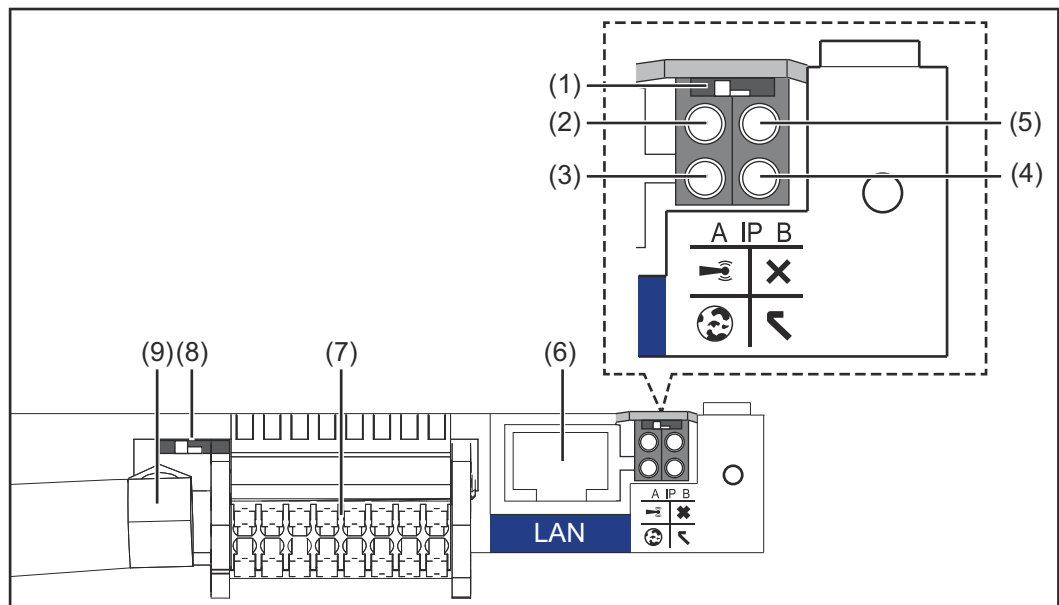 (1)
(2)
(5)
(3)
(4)
A IP B
(9) (8)
(7)
(6)
A IP B
LAN